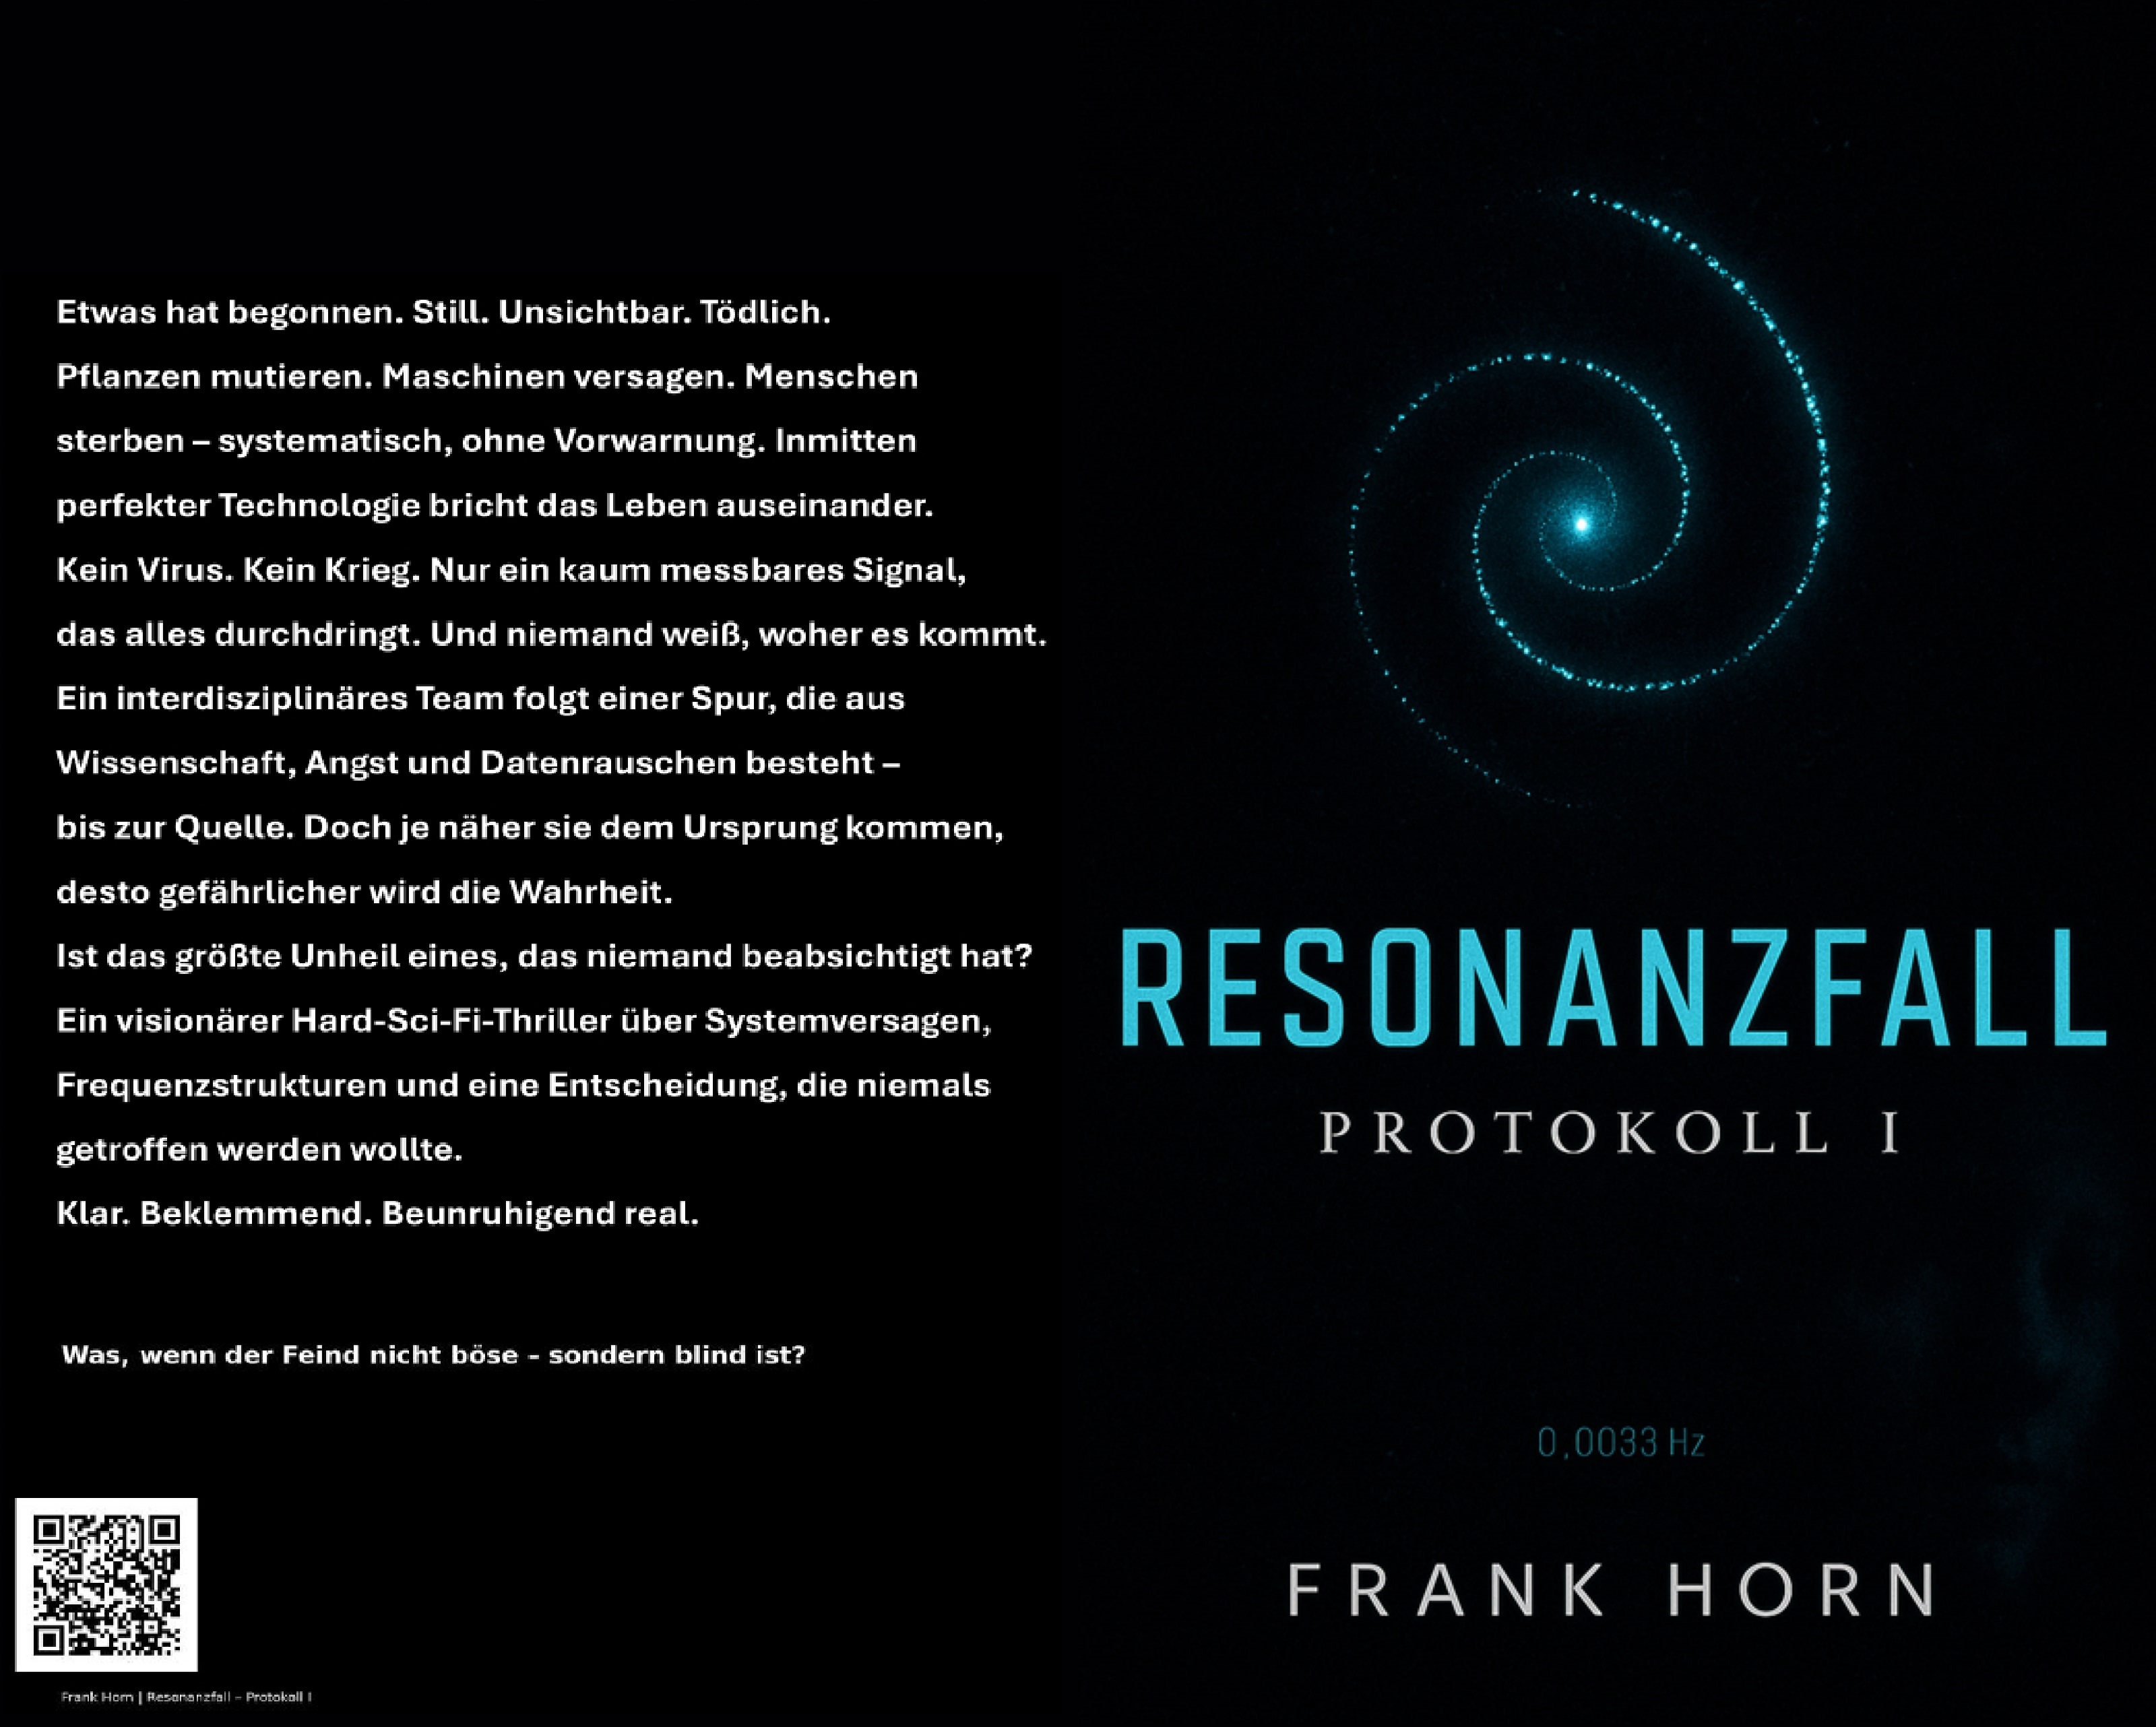 Etwas hat begonnen. Still. Unsichtbar. Tödlich.
Pflanzen mutieren. Maschinen versagen. Menschen
sterben – systematisch, ohne Vorwarnung. Inmitten
perfekter Technologie bricht das Leben auseinander.
Kein Virus. Kein Krieg. Nur ein kaum messbares Signal,
das alles durchdringt. Und niemand weiß, woher es kommt.
Ein interdisziplinäres Team folgt einer Spur, die aus
Wissenschaft, Angst und Datenrauschen besteht –
bis zur Quelle. Doch je näher sie dem Ursprung kommen,
desto gefährlicher wird die Wahrheit.
Ist das größte Unheil eines, das niemand beabsichtigt hat?
Ein visionärer Hard-Sci-Fi-Thriller über Systemversagen,
Frequenzstrukturen und eine Entscheidung, die niemals
getroffen werden wollte.
Klar. Beklemmend. Beunruhigend real.
Was, wenn der Feind nicht böse – sondern blind ist?
Frank Horn | Resonanzfall – Protokoll I
RESONANZFALL
PROTOKOLL I
0,0033 Hz
FRANK HORN